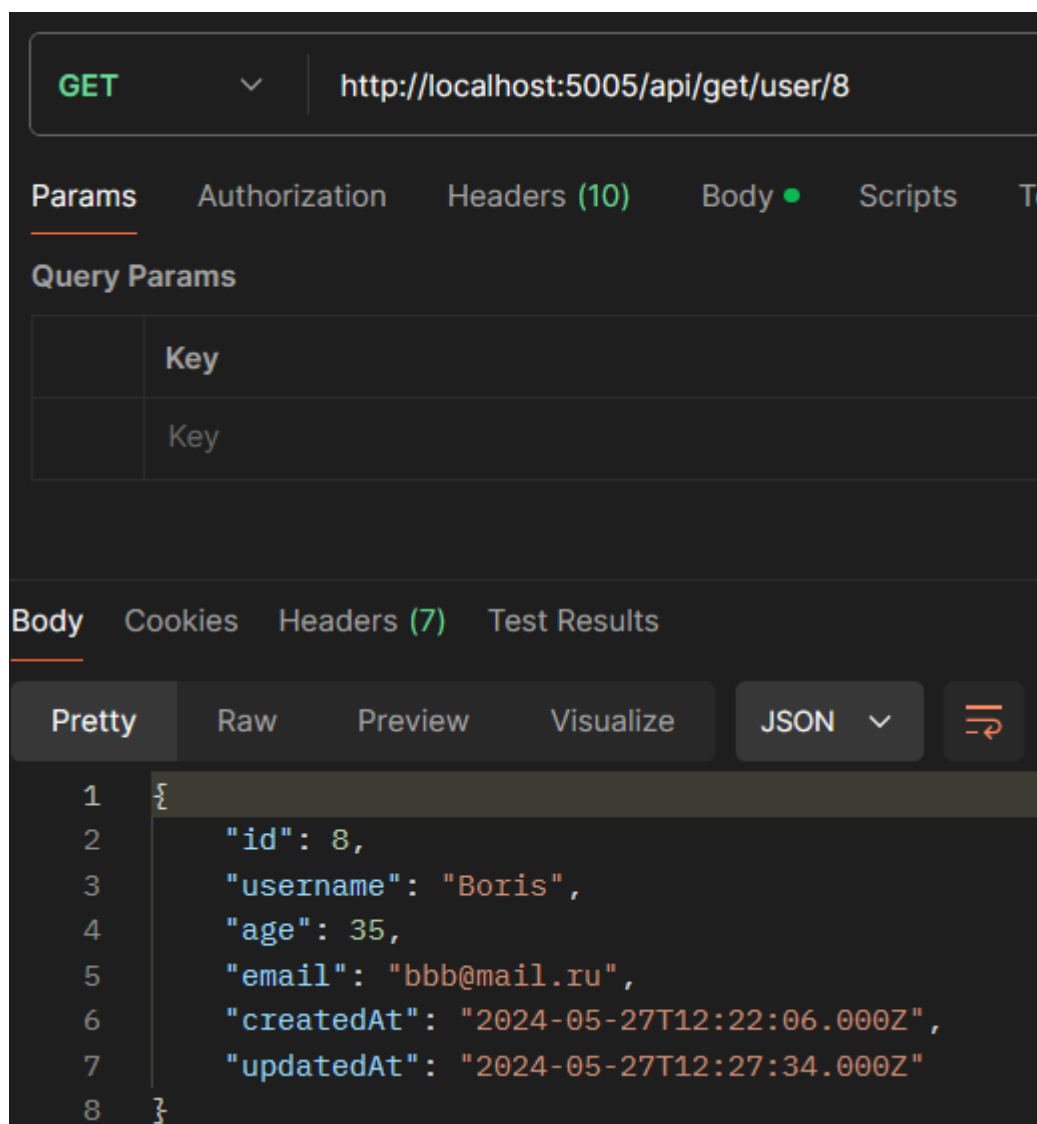 GET http://localhost:5005/api/get/user/8
Params Authorization Headers (10) Body Scripts
Query Params
Key
Key
Body Cookies Headers (7) Test Results
Pretty Raw Preview Visualize JSON
1 {
2 "id": 8,
3 "username": "Boris",
4 "age": 35,
5 "email": "bbb@mail.ru",
6 "createdAt": "2024-05-27T12:22:06.000Z",
7 "updatedAt": "2024-05-27T12:27:34.000Z"
8 }